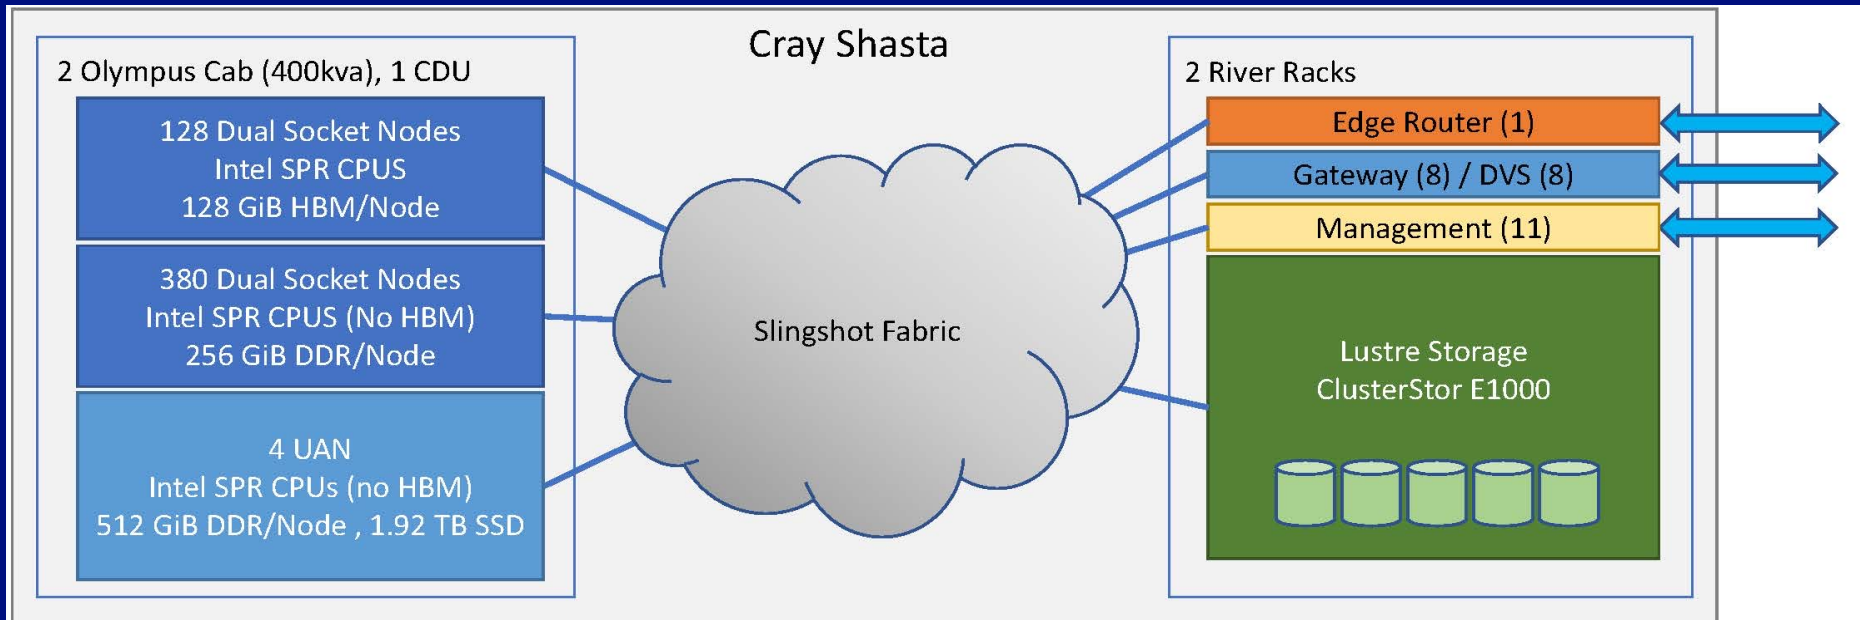 Cray Shasta
2 Olympus Cab (400kva), 1 CDU
128 Dual Socket Nodes
Intel SPR CPUS
128 GiB HBM/Node
380 Dual Socket Nodes
Intel SPR CPUS (No HBM)
256 GiB DDR/Node
4 UAN
Intel SPR CPUs (no HBM)
512 GiB DDR/Node , 1.92 TB SSD
Slingshot Fabric
2 River Racks
Edge Router (1)
Gateway (8) / DVS (8)
Management (11)
Lustre Storage
ClusterStor E1000